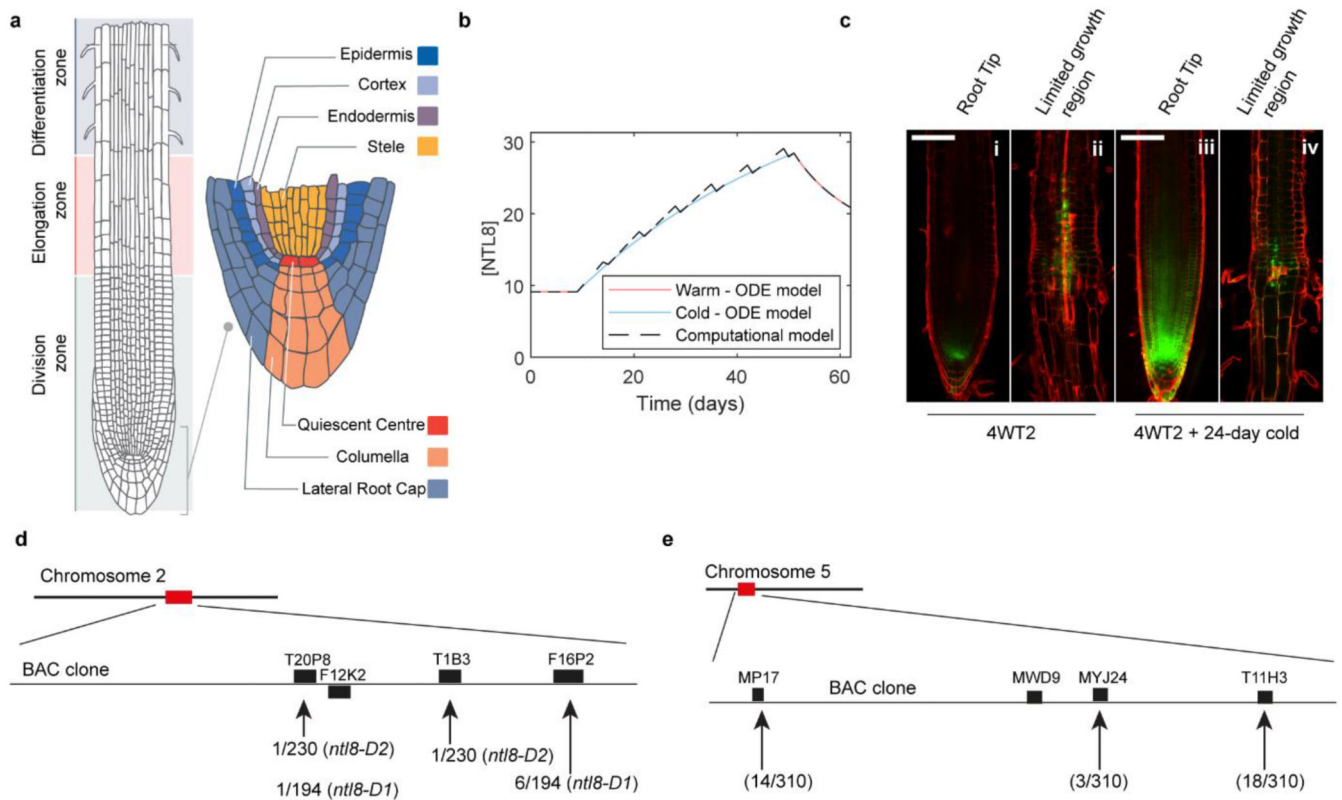 a
Differentiation
zone
Elongation
zone
Division
zone
Epidermis
Cortex
Endodermis
Stele
Quiescent Centre
Columella
Lateral Root Cap
b
[NTL8]
30
20
10
0
0
20
40
60
Time (days)
Warm - ODE model
Cold - ODE model
Computational model
c
Root Tip
Limited growth
region
Root Tip
Limited growth
region
i
ii
iii
iv
4WT2
4WT2 + 24-day cold
d
Chromosome 2
BAC clone
T20P8
F12K2
T1B3
F16P2
1/230 (ntl8-D2)
1/230 (ntl8-D2)
1/194 (ntl8-D1)
6/194 (ntl8-D1)
e
Chromosome 5
MP17
BAC clone
MWD9
MYJ24
T11H3
(14/310)
(3/310)
(18/310)